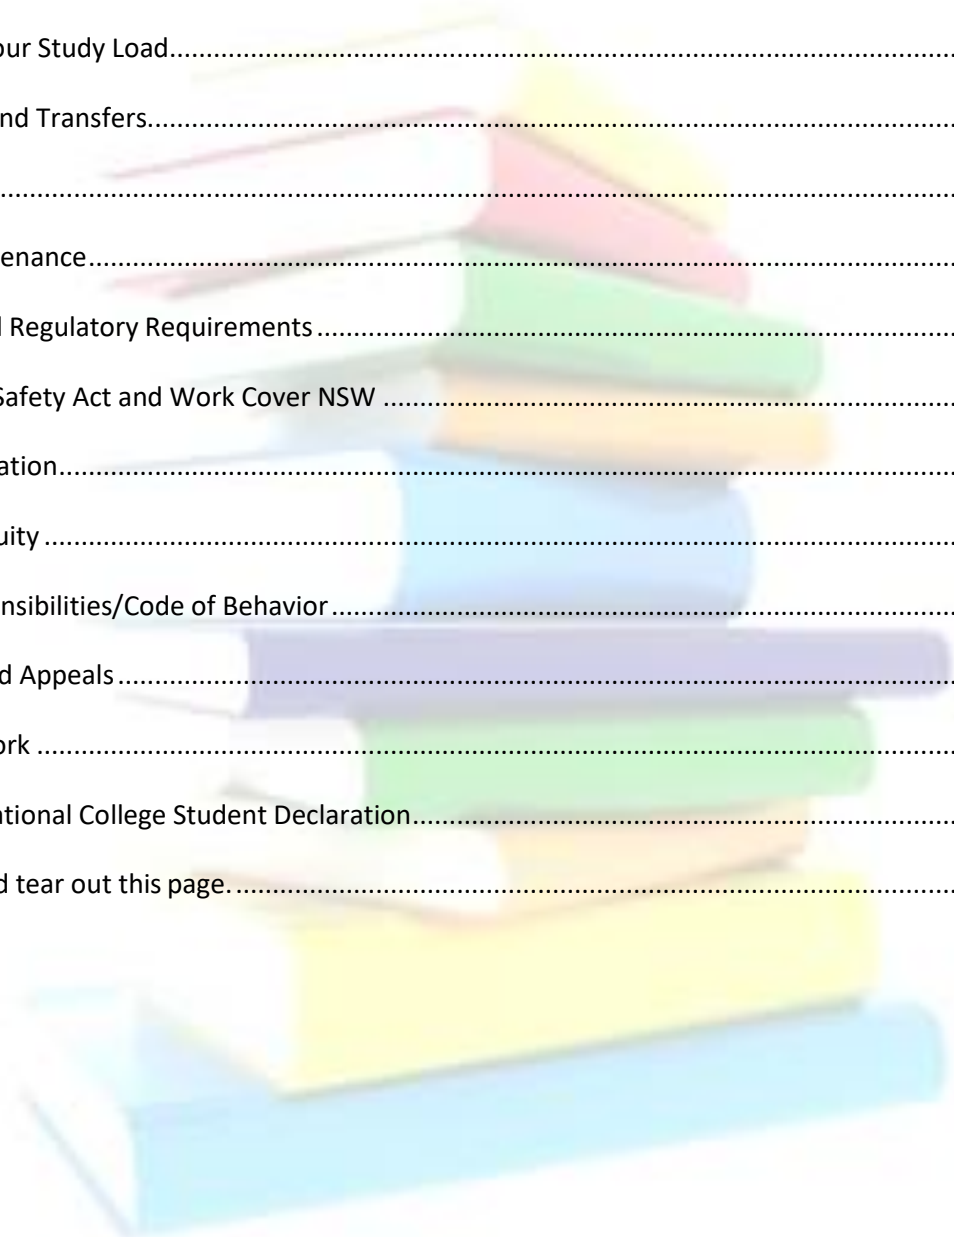 our Study Load..........................................................................................................
nd Transfers.............................................................................................................
................................................................................................................................
enance......................................................................................................................
l Regulatory Requirements......................................................................................
Safety Act and Work Cover NSW.............................................................................
ation..........................................................................................................................
uity............................................................................................................................
nsibilities/Code of Behavior....................................................................................
d Appeals..................................................................................................................
ork.............................................................................................................................
ational College Student Declaration.........................................................................
d tear out this page...................................................................................................